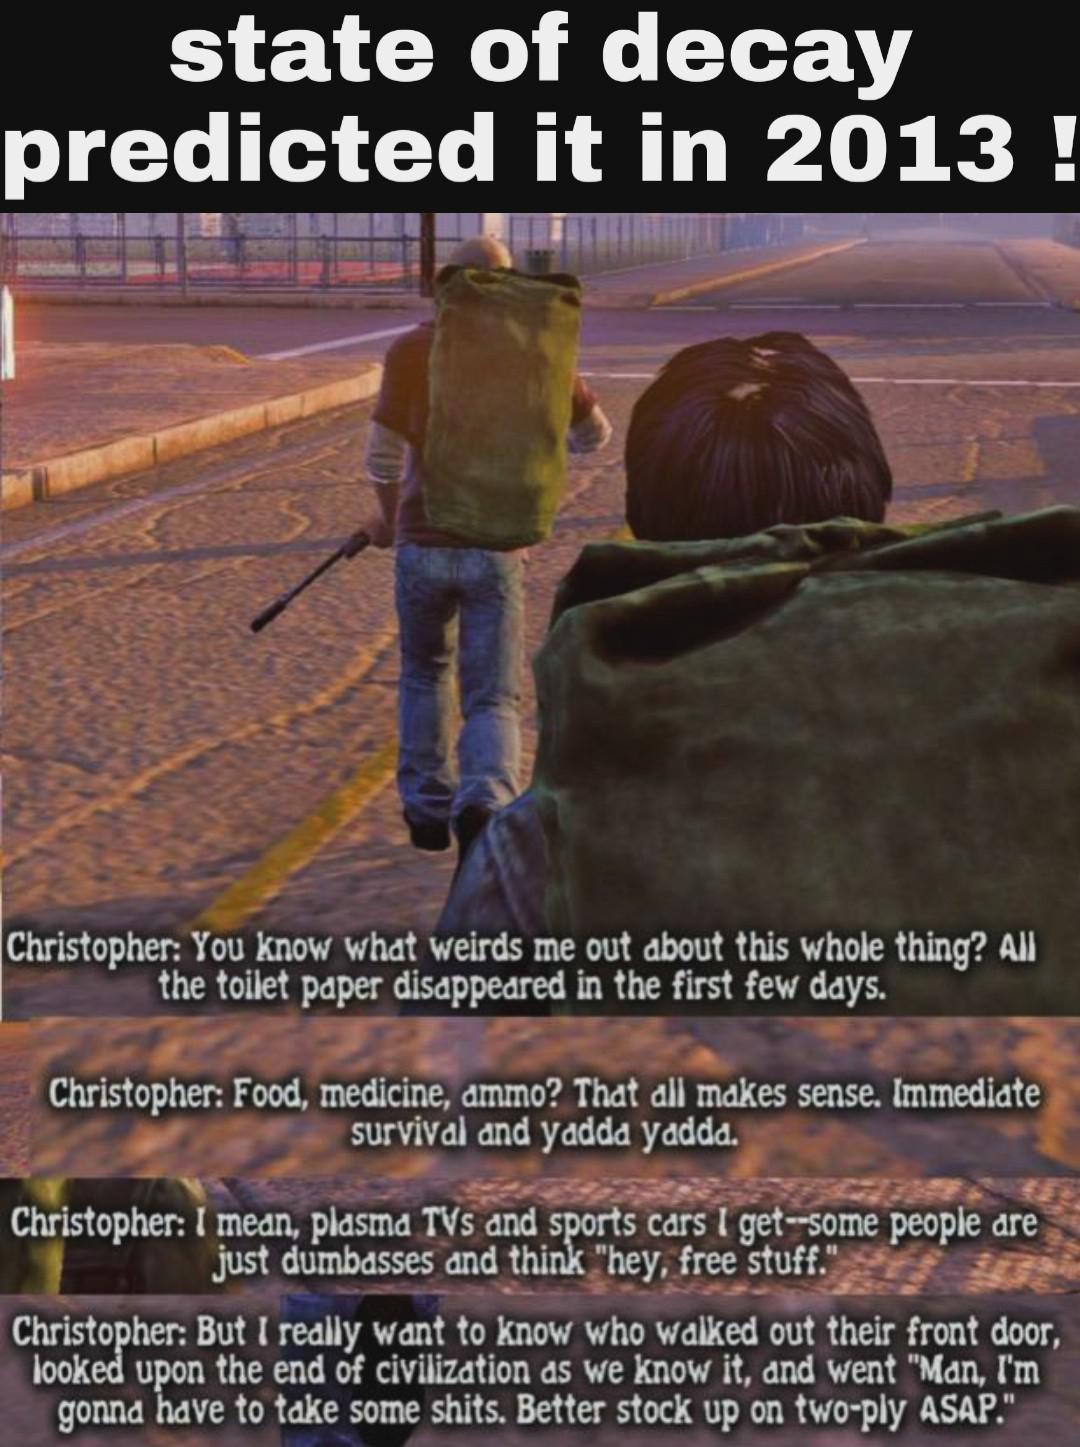 state of decay
predicted it in 2013 !
Christopher: You know what weirds me out about this whole thing? All
the toilet paper disappeared in the first few days.
Christopher: Food, medicine, ammo? That all makes sense. Immediate
survival and yadda yadda.
Christopher: I mean, plasma TVs and sports cars I get--some people are
just dumbasses and think "hey, free stuff."
Christopher: But I really want to know who walked out their front door,
looked upon the end of civilization as we know it, and went "Man, I'm
gonna have to take some shits. Better stock up on two-ply ASAP."